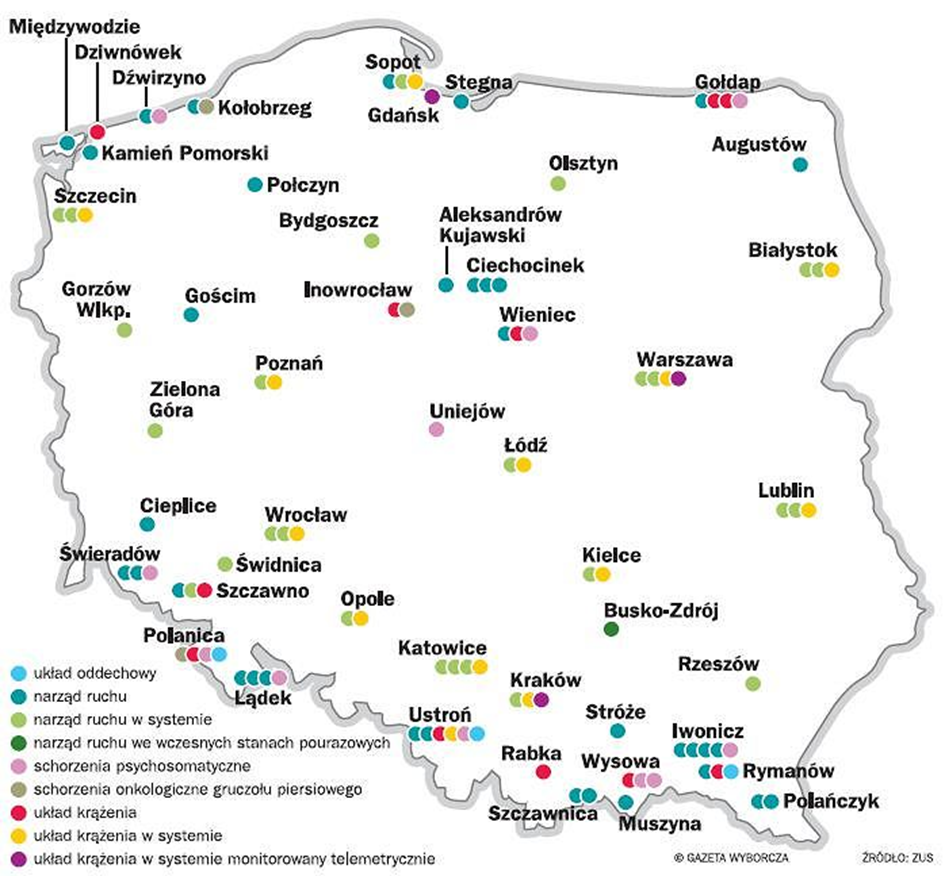 Międzywodzie
Dziwnówek
Dźwirzyno
Kołobrzeg
Sopot
Stegna
Gdańsk
Gołdap
Kamień Pomorski
Augustów
Olsztyn
Połczyn
Szczecin
Bydgoszcz
Aleksandrów
Kujawski
Białystok
Ciechocinek
Gorzów
Wlkp.
Gościm
Inowrocław
Wieniec
Poznań
Warszawa
Zielona
Góra
Uniejów
Łódź
Lublin
Cieplice
Wrocław
Świeradów
Świdnica
Kielce
Szczawno
Opole
Busko-Zdrój
Polanica
Katowice
Rzeszów
Lądek
Kraków
Ustroń
Stróże
Iwonicz
Rabka
Wysowa
Rymanów
Szczawnica
Muszyna
Polańczyk
układ oddechowy
narząd ruchu
narząd ruchu w systemie
narząd ruchu we wczesnych stanach pourazowych
schorzenia psychosomatyczne
schorzenia onkologiczne gruczołu piersiowego
układ krążenia
układ krążenia w systemie
układ krążenia w systemie monitorowany telemetrycznie
© GAZETA WYBORCZA
ŹRÓDŁO: ZUS